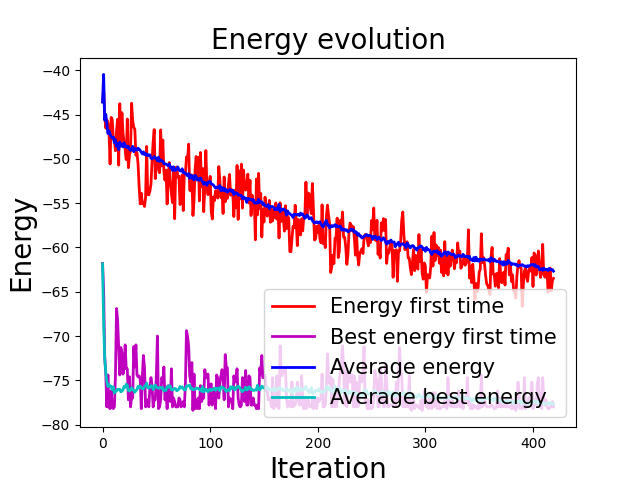 Energy evolution
Energy
−40
−45
−50
−55
−60
−65
−70
−75
−80
0
100
200
300
400
Iteration
Energy first time
Best energy first time
Average energy
Average best energy